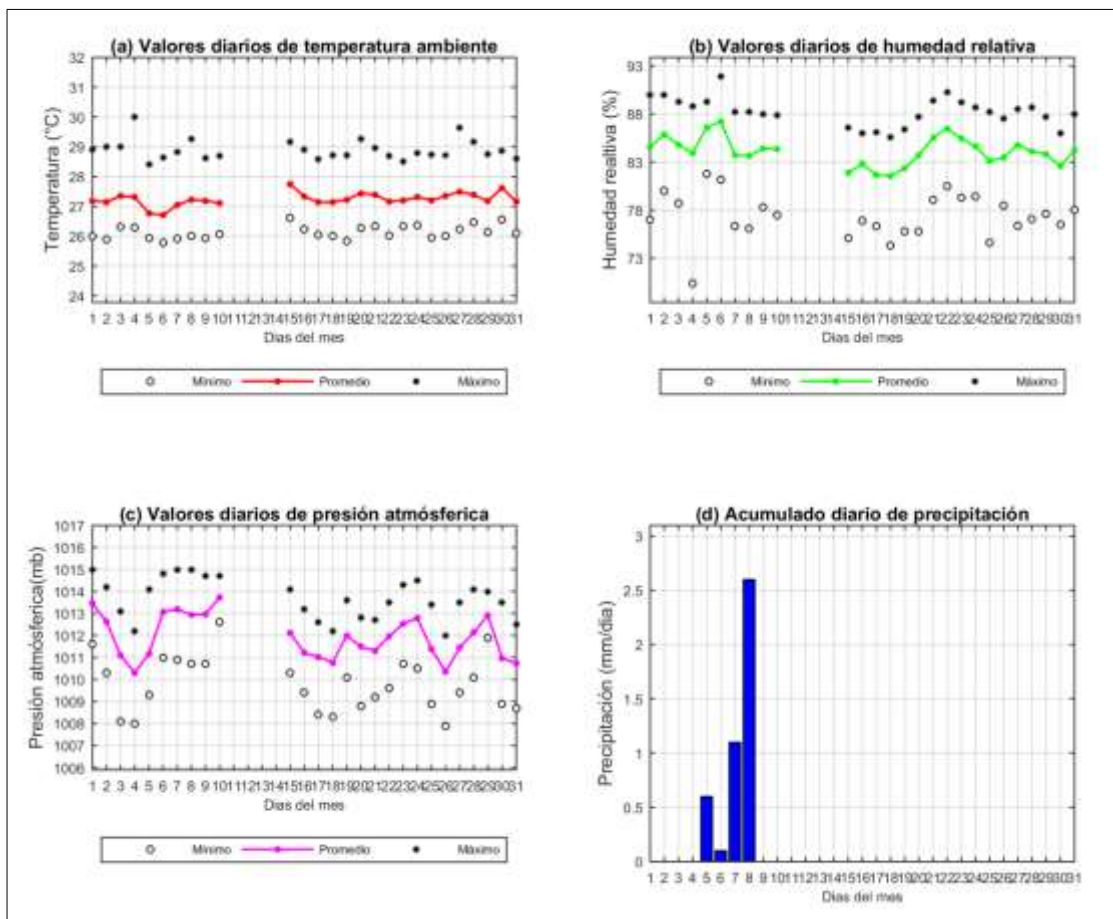 (a) Valores diarios de temperatura ambiente
32
31
30
29
28
27
26
25
24
Temperatura (°C)
1 2 3 4 5 6 7 8 9 10 11 12 13 14 15 16 17 18 19 20 21 22 23 24 25 26 27 28 29 30 31
Dias del mes
Mínimo Promedio Máximo
(b) Valores diarios de humedad relativa
93
88
83
78
73
Humedad realtiva (%)
1 2 3 4 5 6 7 8 9 10 11 12 13 14 15 16 17 18 19 20 21 22 23 24 25 26 27 28 29 30 31
Dias del mes
Mínimo Promedio Máximo
(c) Valores diarios de presión atmósferica
1017
1016
1015
1014
1013
1012
1011
1010
1009
1008
1007
1006
Presión atmósferica(mb)
1 2 3 4 5 6 7 8 9 10 11 12 13 14 15 16 17 18 19 20 21 22 23 24 25 26 27 28 29 30 31
Dias del mes
Mínimo Promedio Máximo
(d) Acumulado diario de precipitación
3
2.5
2
1.5
1
0.5
0
Precipitación (mm/dia)
1 2 3 4 5 6 7 8 9 10 11 12 13 14 15 16 17 18 19 20 21 22 23 24 25 26 27 28 29 30 31
Dias del mes